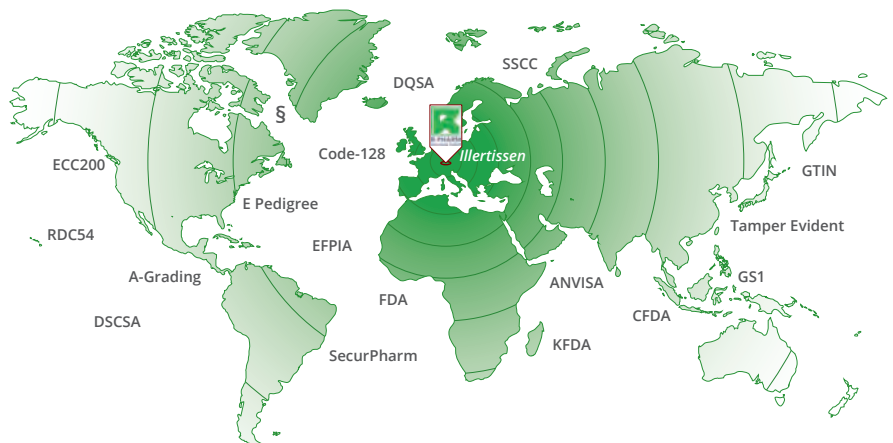 SSCC
DQSA
§
Code-128
Illertissen
ECC200
GTIN
E Pedigree
Tamper Evident
RDC54
EFPIA
A-Grading
ANVISA
GS1
FDA
DSCSA
CFDA
KFDA
SecurPharm